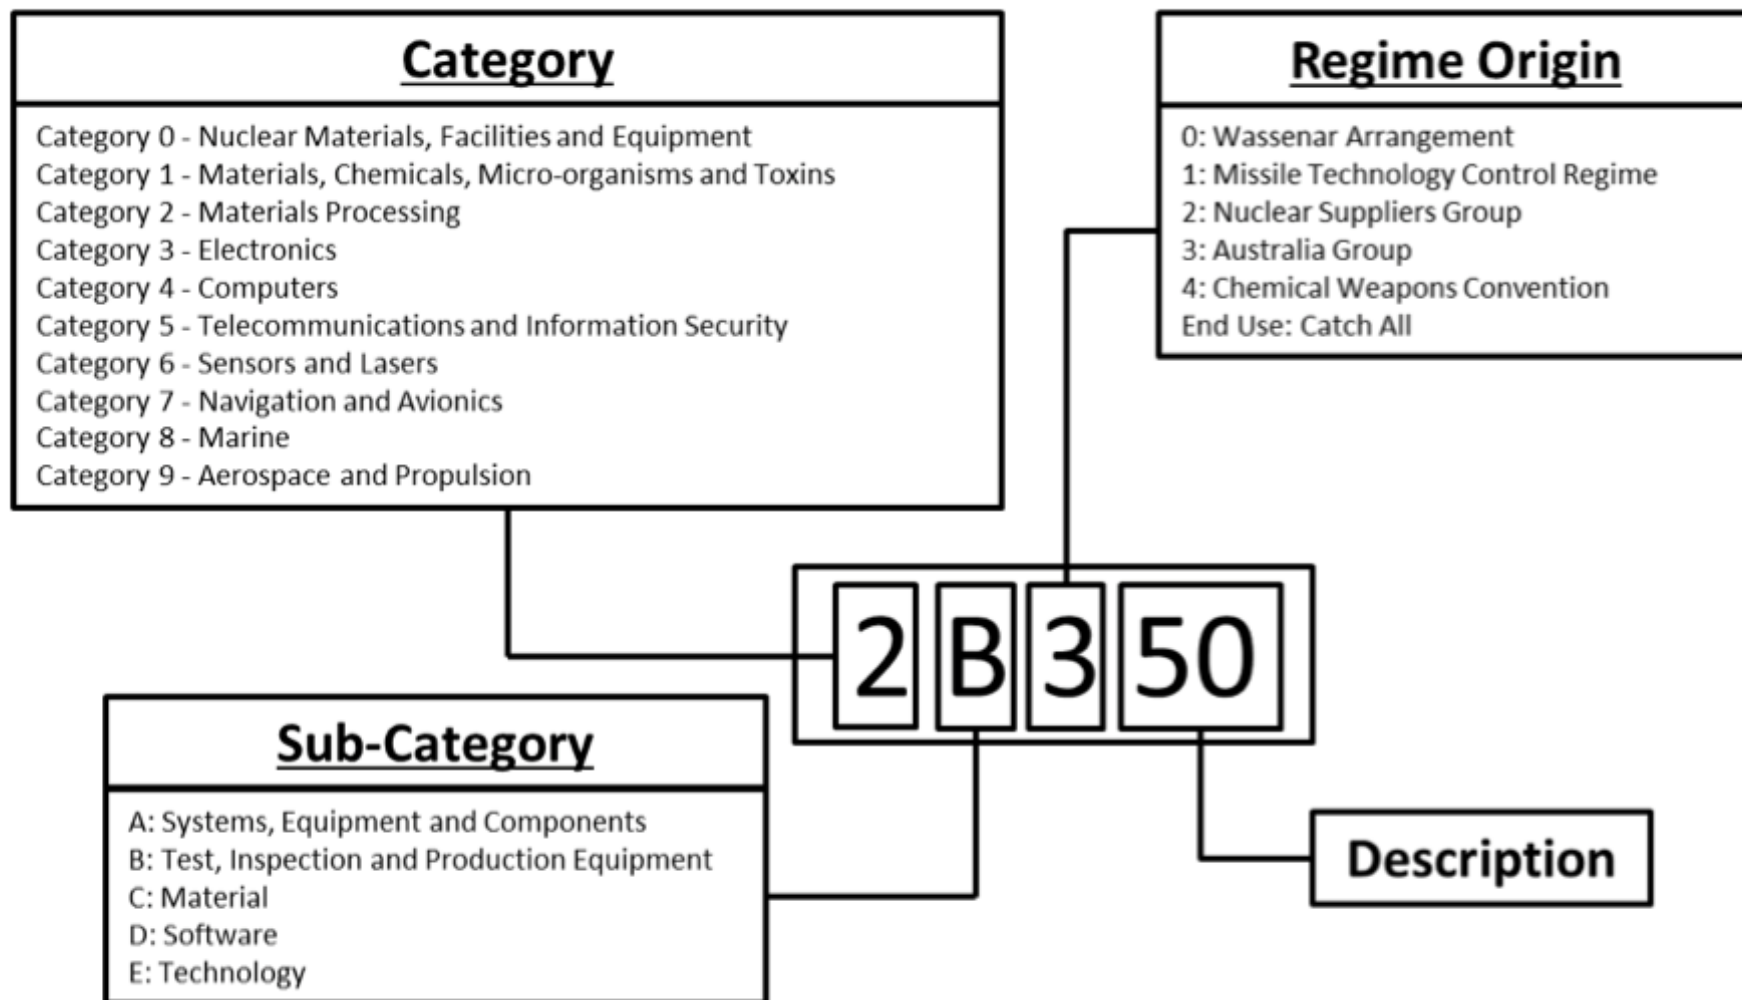 Category
Category 0 - Nuclear Materials, Facilities and Equipment
Category 1 - Materials, Chemicals, Micro-organisms and Toxins
Category 2 - Materials Processing
Category 3 - Electronics
Category 4 - Computers
Category 5 - Telecommunications and Information Security
Category 6 - Sensors and Lasers
Category 7 - Navigation and Avionics
Category 8 - Marine
Category 9 - Aerospace and Propulsion
Regime Origin
0: Wassenar Arrangement
1: Missile Technology Control Regime
2: Nuclear Suppliers Group
3: Australia Group
4: Chemical Weapons Convention
End Use: Catch All
2 B 3 50
Sub-Category
A: Systems, Equipment and Components
B: Test, Inspection and Production Equipment
C: Material
D: Software
E: Technology
Description